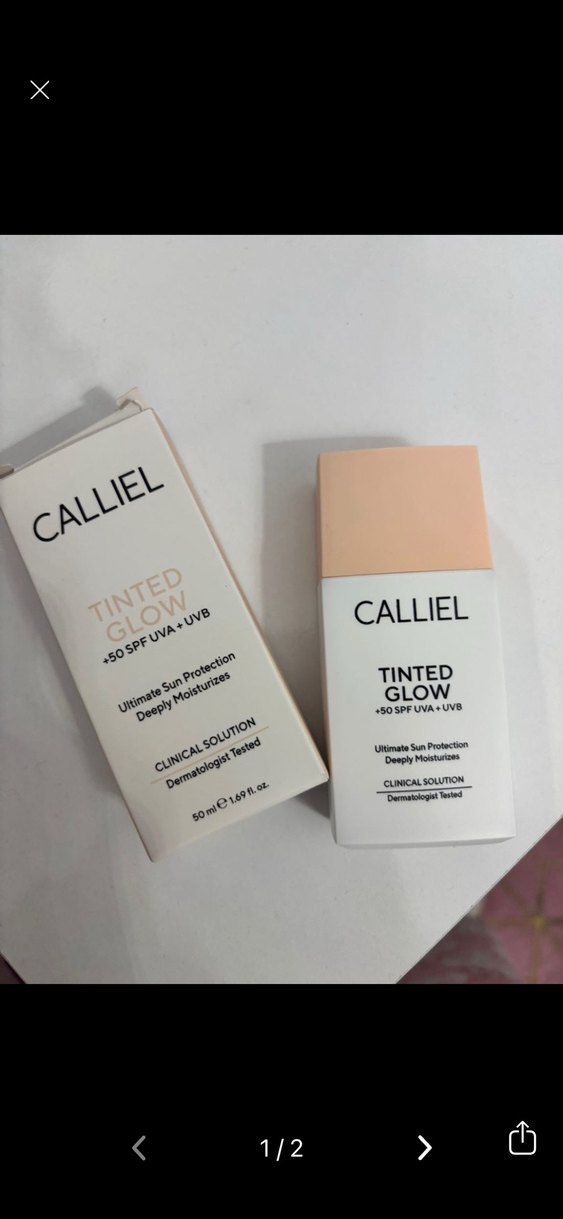 CALLIEL
TINTED
GLOW
+50 SPF UVA + UVB
Ultimate Sun Protection
Deeply Moisturizes
CLINICAL SOLUTION
Dermatologist Tested
50 ml ℮ 1.69 fl. oz.
CALLIEL
TINTED
GLOW
+50 SPF UVA + UVB
Ultimate Sun Protection
Deeply Moisturizes
CLINICAL SOLUTION
Dermatologist Tested
1 / 2